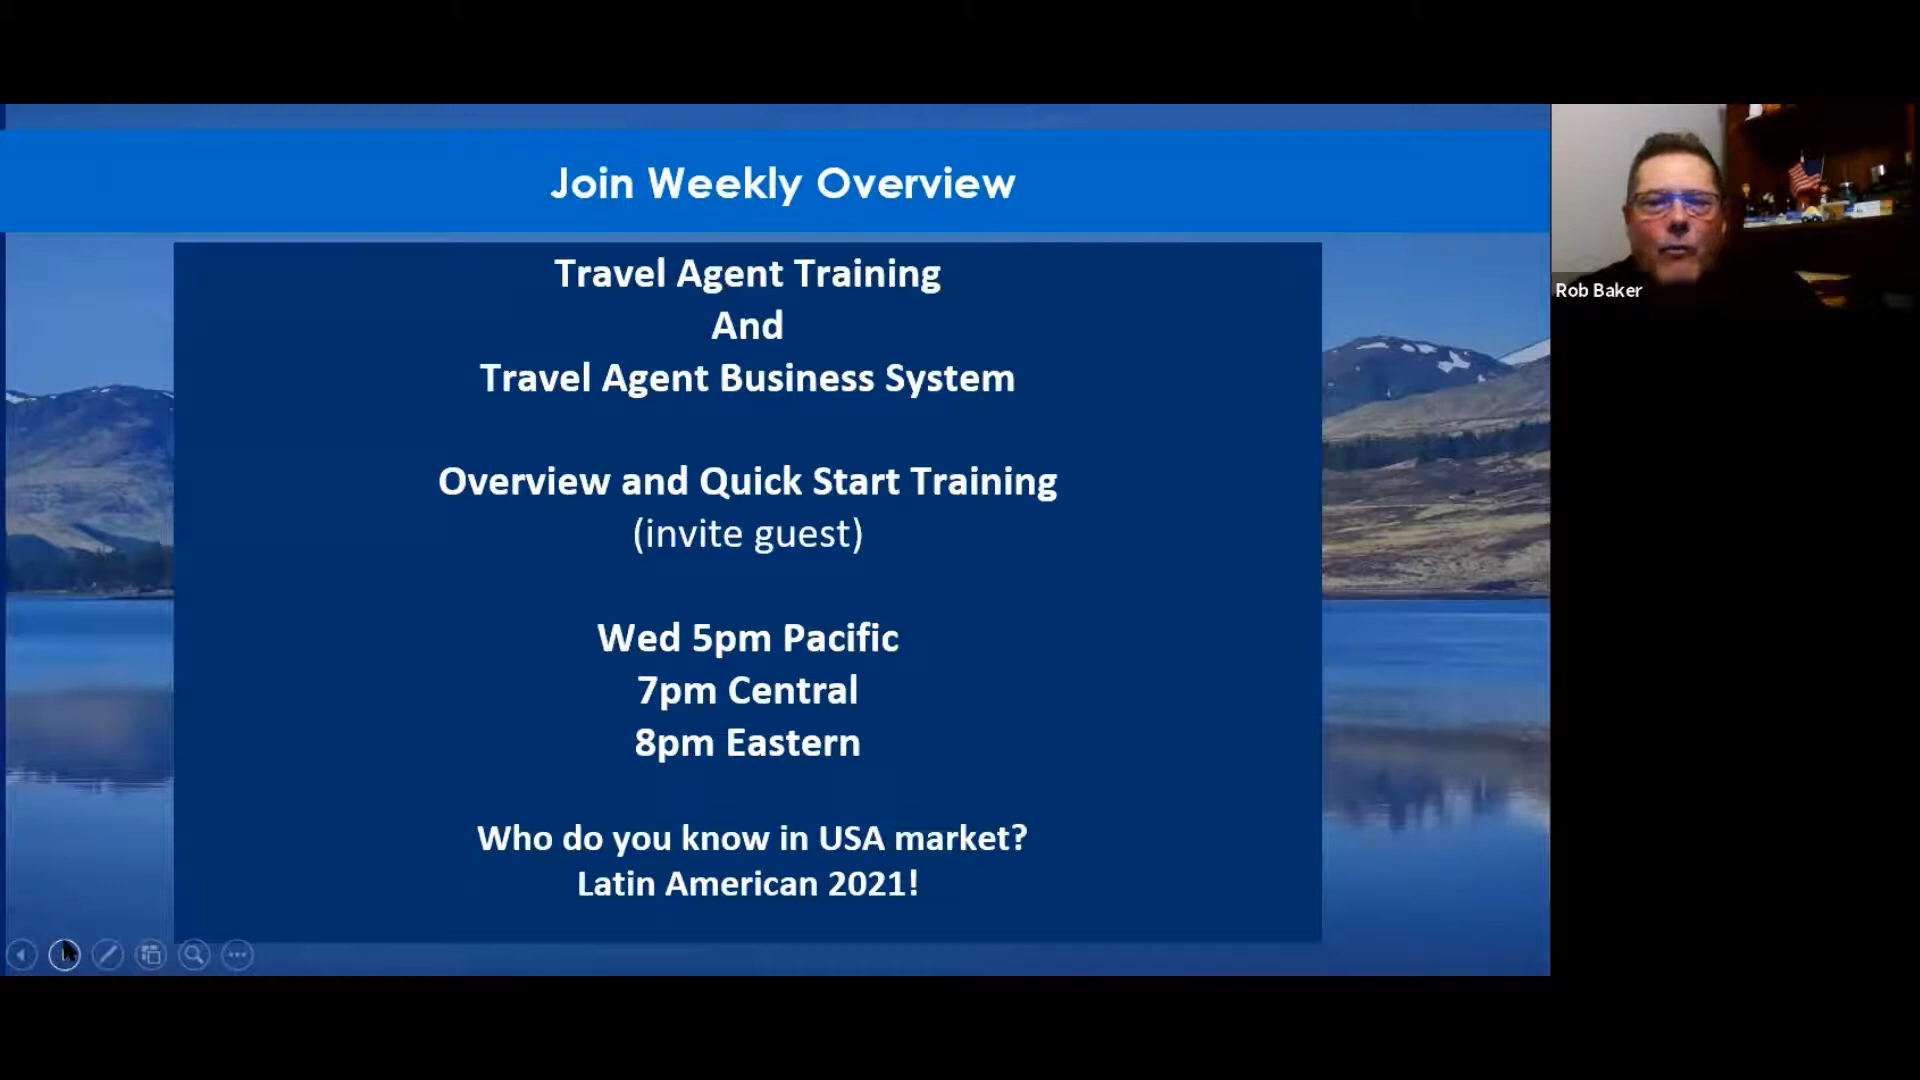 Join Weekly Overview
Travel Agent Training
And
Travel Agent Business System
Overview and Quick Start Training
(invite guest)
Wed 5pm Pacific
7pm Central
8pm Eastern
Who do you know in USA market?
Latin American 2021!
Rob Baker